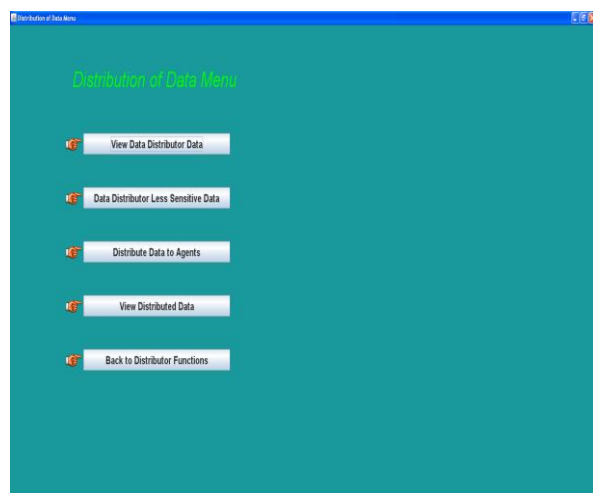 Distribution of Data Menu
Distribution of Data Menu
View Data Distributor Data
Data Distributor Less Sensitive Data
Distribute Data to Agents
View Distributed Data
Back to Distributor Functions